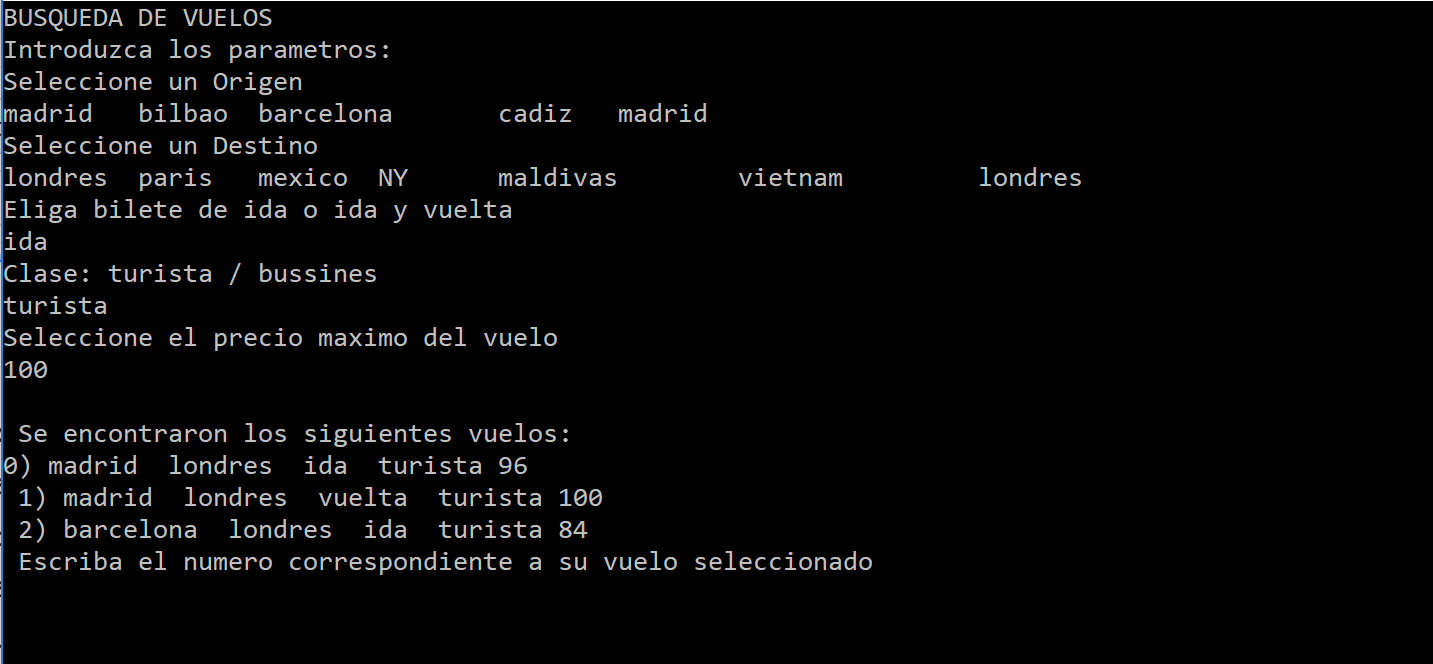 BUSQUEDA DE VUELOS
Introduzca los parametros:
Seleccione un Origen
madrid bilbao barcelona cadiz madrid
Seleccione un Destino
londres paris mexico NY maldivas vietnam londres
Eliga bilete de ida o ida y vuelta
ida
Clase: turista / bussines
turista
Seleccione el precio maximo del vuelo
100
Se encontraron los siguientes vuelos:
0) madrid londres ida turista 96
1) madrid londres vuelta turista 100
2) barcelona londres ida turista 84
Escriba el numero correspondiente a su vuelo seleccionado